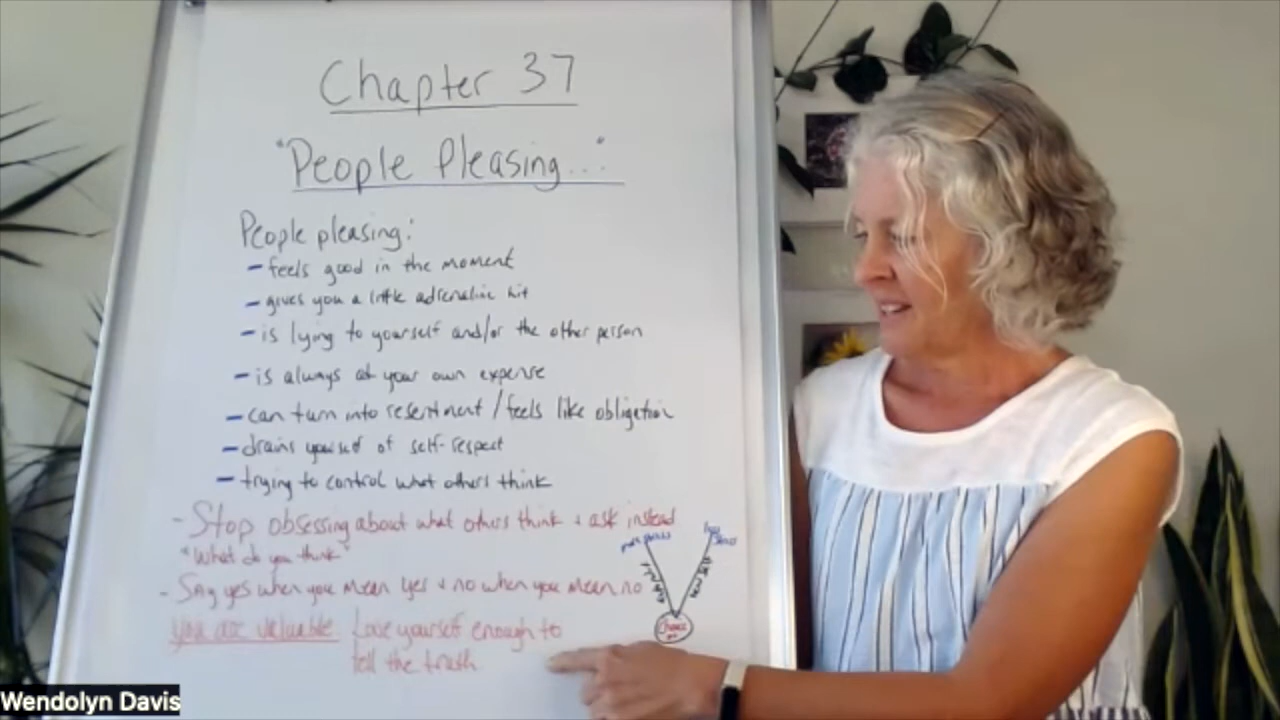 Chapter 37
"People Pleasing..."
People pleasing:
- feels good in the moment
- gives you a little adrenaline hit
- is lying to yourself and/or the other person
- is always at your own expense
- can turn into resentment / feels like obligation
- drains yourself of self-respect
- trying to control what others think
- Stop obsessing about what others think + ask instead
"What do you think"
- Say yes when you mean yes + no when you mean no
you are valuable Love yourself enough to
tell the truth
Choice
Wendolyn Davis